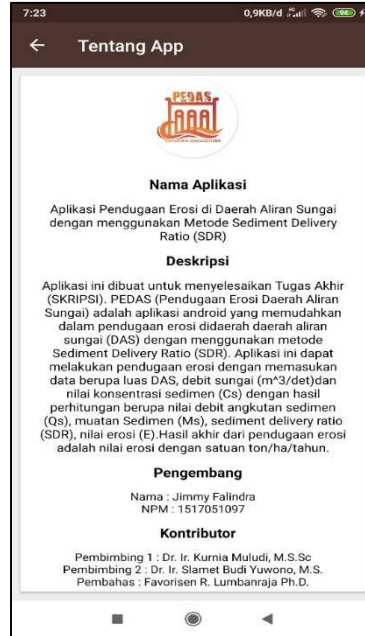 7:23
0,9KB/d
94
Tentang App
PEDAS
Nama Aplikasi
Aplikasi Pendugaan Erosi di Daerah Aliran Sungai
dengan menggunakan Metode Sediment Delivery
Ratio (SDR)
Deskripsi
Aplikasi ini dibuat untuk menyelesaikan Tugas Akhir
(SKRIPSI). PEDAS (Pendugaan Erosi Daerah Aliran
Sungai) adalah aplikasi android yang memudahkan
dalam pendugaan erosi didaerah daerah aliran
sungai (DAS) dengan menggunakan metode
Sediment Delivery Ratio (SDR). Aplikasi ini dapat
melakukan pendugaan erosi dengan memasukan
data berupa luas DAS, debit sungai (m^3/det)dan
nilai konsentrasi sedimen (Cs) dengan hasil
perhitungan berupa nilai debit angkutan sedimen
(Qs), muatan Sedimen (Ms), sediment delivery ratio
(SDR), nilai erosi (E).Hasil akhir dari pendugaan erosi
adalah nilai erosi dengan satuan ton/ha/tahun.
Pengembang
Nama : Jimmy Falindra
NPM : 1517051097
Kontributor
Pembimbing 1 : Dr. Ir. Kurnia Muludi, M.S.Sc
Pembimbing 2 : Dr. Ir. Slamet Budi Yuwono, M.S.
Pembahas : Favorisen R. Lumbanraja Ph.D.